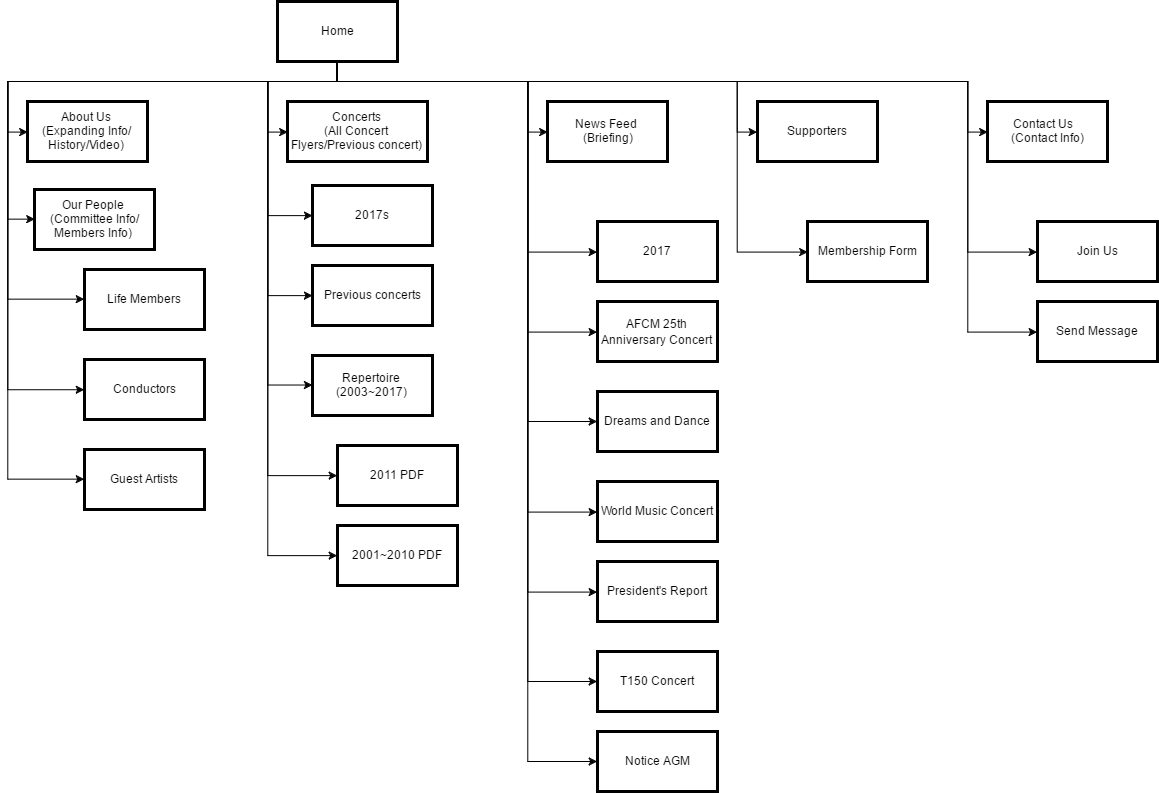 Home
About Us
(Expanding Info/
History/Video)
Our People
(Committee Info/
Members Info)
Life Members
Conductors
Guest Artists
Concerts
(All Concert
Flyers/Previous concert)
2017s
Previous concerts
Repertoire
(2003~2017)
2011 PDF
2001~2010 PDF
News Feed
(Briefing)
2017
AFCM 25th
Anniversary Concert
Dreams and Dance
World Music Concert
President's Report
T150 Concert
Notice AGM
Supporters
Membership Form
Contact Us
(Contact Info)
Join Us
Send Message